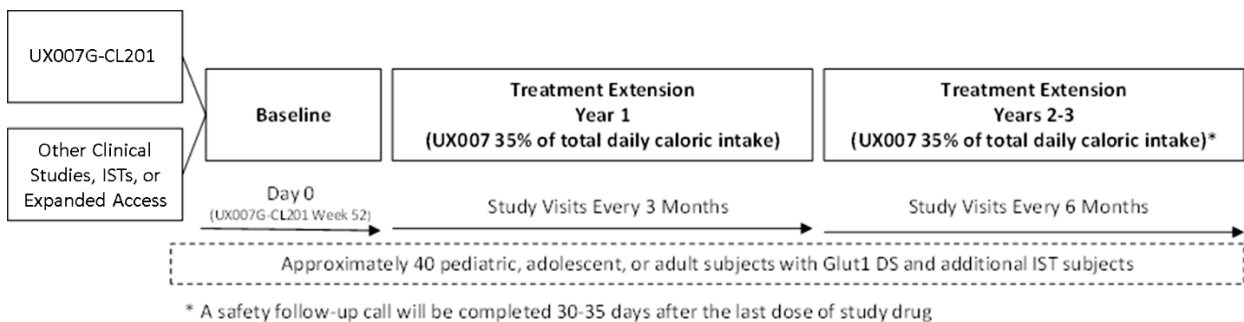 UX007G-CL201
Other Clinical
Studies, ISTs, or
Expanded Access
Baseline
Treatment Extension
Year 1
(UX007 35% of total daily caloric intake)
Treatment Extension
Years 2-3
(UX007 35% of total daily caloric intake)*
Day 0
(UX007G-CL201 Week 52)
Study Visits Every 3 Months
Study Visits Every 6 Months
Approximately 40 pediatric, adolescent, or adult subjects with Glut1 DS and additional IST subjects
* A safety follow-up call will be completed 30-35 days after the last dose of study drug